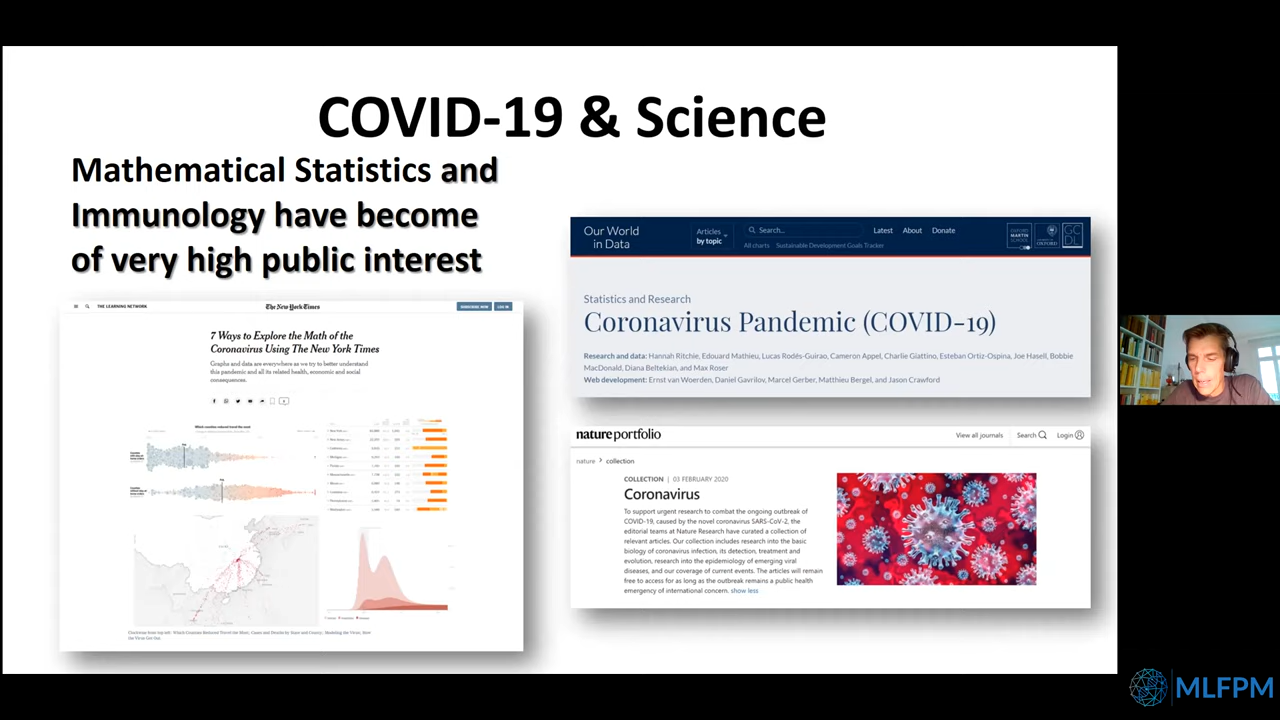 COVID-19 & Science
Mathematical Statistics and
Immunology have become
of very high public interest
THE LEARNING NETWORK
The New York Times
SUBSCRIBE NOW
LOG IN
7 Ways to Explore the Math of the
Coronavirus Using The New York Times
Graphs and data are everywhere as we try to better understand
this pandemic and all its related health, economic and social
consequences.
Our World
in Data
Articles
by topic
Search...
Latest
About
Donate
All charts
Sustainable Development Goals Tracker
OXFORD
MARTIN
SCHOOL
OXFORD
GC
DL
Statistics and Research
Coronavirus Pandemic (COVID-19)
Research and data: Hannah Ritchie, Edouard Mathieu, Lucas Rodés-Guirao, Cameron Appel, Charlie Giattino, Esteban Ortiz-Ospina, Joe Hasell, Bobbie
MacDonald, Diana Beltekian, and Max Roser
Web development: Ernst van Woerden, Daniel Gavrilov, Marcel Gerber, Matthieu Bergel, and Jason Crawford
natureportfolio
View all journals
Search
Login
nature > collection
COLLECTION | 03 FEBRUARY 2020
Coronavirus
To support urgent research to combat the ongoing outbreak of
COVID-19, caused by the novel coronavirus SARS-CoV-2, the
editorial teams at Nature Research have curated a collection of
relevant articles. Our collection includes research into the basic
biology of coronavirus infection, its detection, treatment and
evolution, research into the epidemiology of emerging viral
diseases, and our coverage of current events. The articles will remain
free to access for as long as the outbreak remains a public health
emergency of international concern. show less
MLFPM